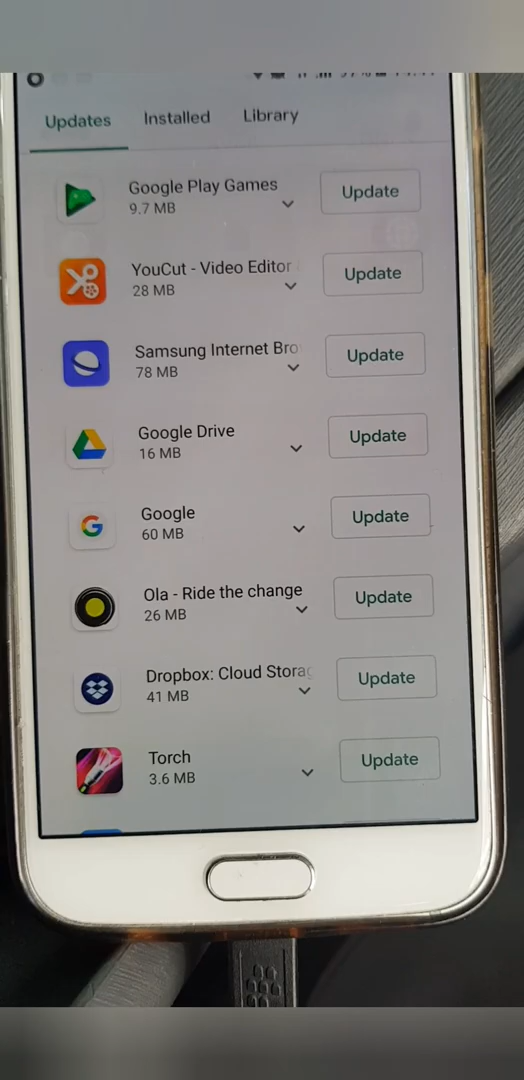 Updates Installed Library
Google Play Games
9.7 MB
Update
YouCut - Video Editor
28 MB
Update
Samsung Internet Bro
78 MB
Update
Google Drive
16 MB
Update
Google
60 MB
Update
Ola - Ride the change
26 MB
Update
Dropbox: Cloud Storag
41 MB
Update
Torch
3.6 MB
Update